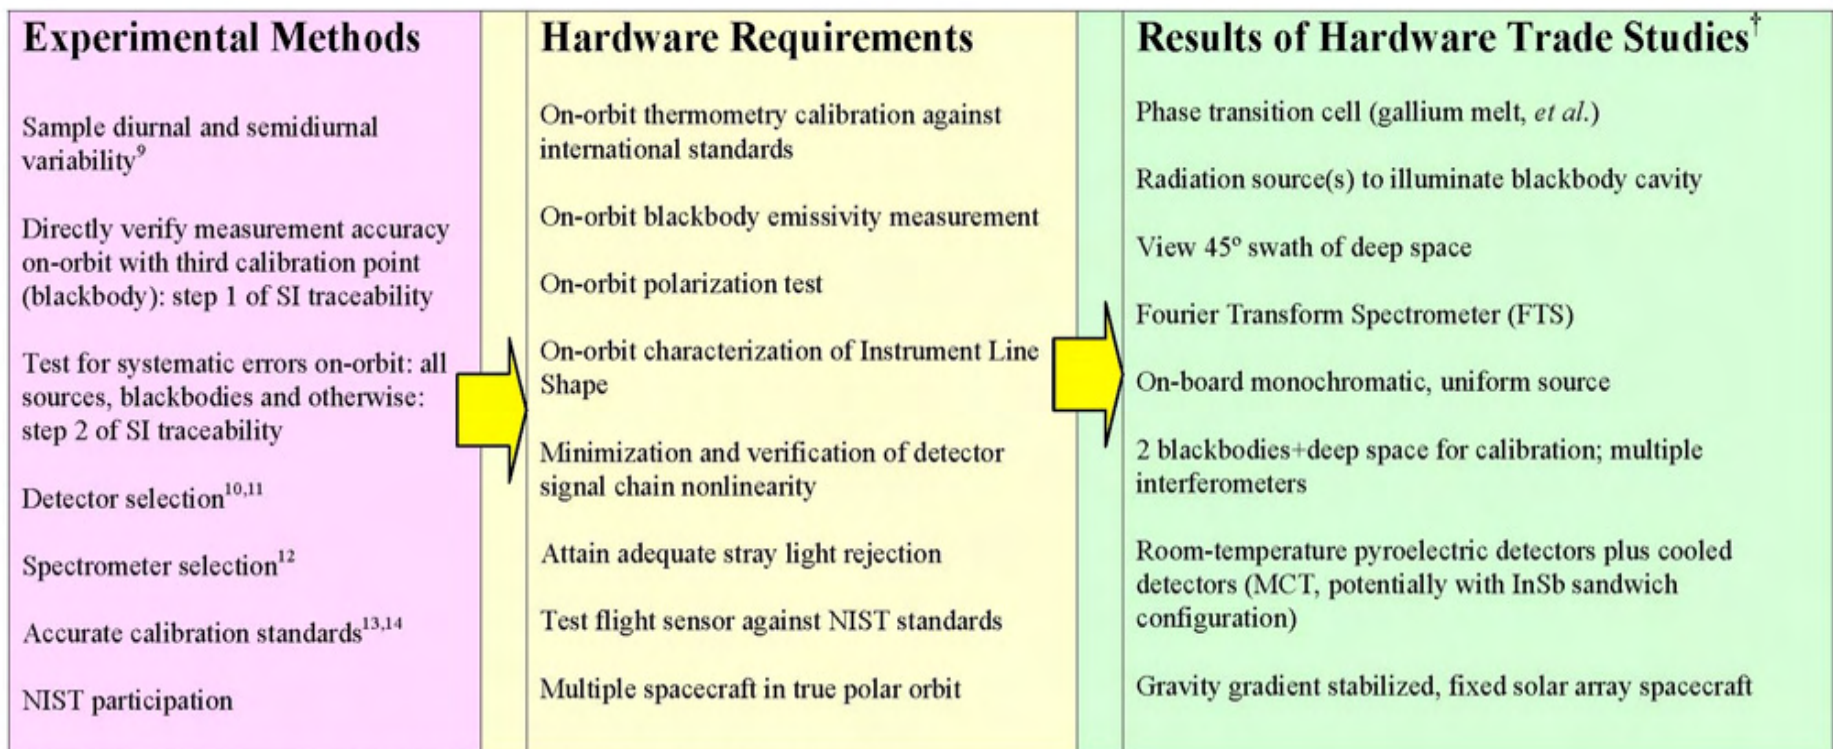 Experimental Methods
Sample diurnal and semidiurnal
variability⁹
Directly verify measurement accuracy
on-orbit with third calibration point
(blackbody): step 1 of SI traceability
Test for systematic errors on-orbit: all
sources, blackbodies and otherwise:
step 2 of SI traceability
Detector selection¹⁰,¹¹
Spectrometer selection¹²
Accurate calibration standards¹³,¹⁴
NIST participation
Hardware Requirements
On-orbit thermometry calibration against
international standards
On-orbit blackbody emissivity measurement
On-orbit polarization test
On-orbit characterization of Instrument Line
Shape
Minimization and verification of detector
signal chain nonlinearity
Attain adequate stray light rejection
Test flight sensor against NIST standards
Multiple spacecraft in true polar orbit
Results of Hardware Trade Studies†
Phase transition cell (gallium melt, et al.)
Radiation source(s) to illuminate blackbody cavity
View 45º swath of deep space
Fourier Transform Spectrometer (FTS)
On-board monochromatic, uniform source
2 blackbodies+deep space for calibration; multiple
interferometers
Room-temperature pyroelectric detectors plus cooled
detectors (MCT, potentially with InSb sandwich
configuration)
Gravity gradient stabilized, fixed solar array spacecraft